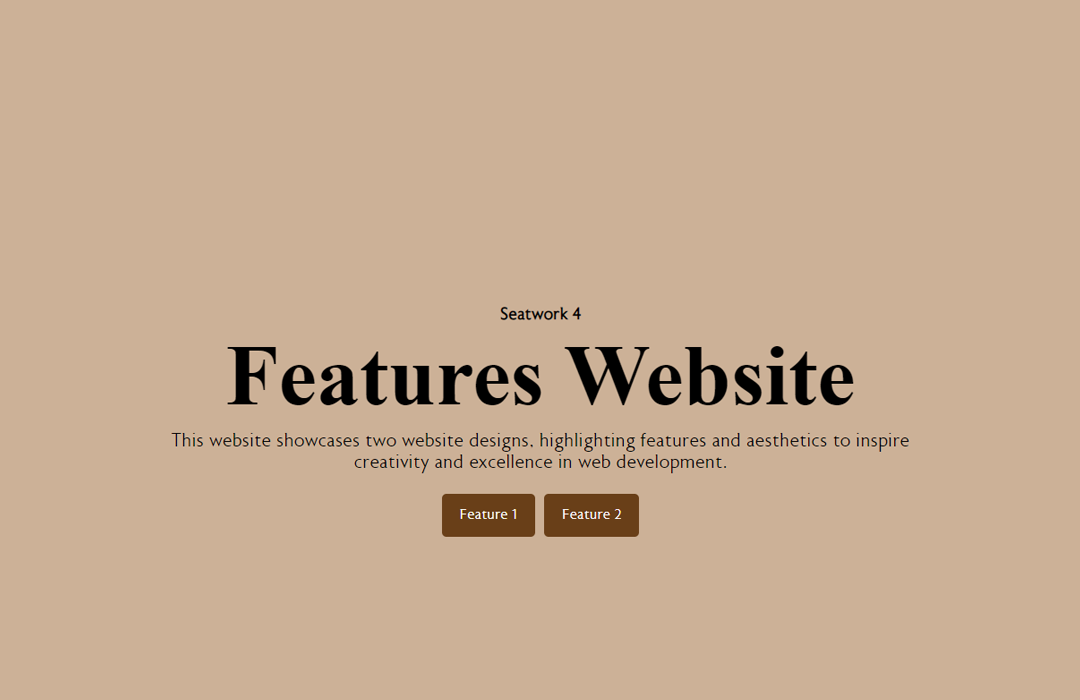 Seatwork 4
Features Website
This website showcases two website designs, highlighting features and aesthetics to inspire
creativity and excellence in web development.
Feature 1
Feature 2